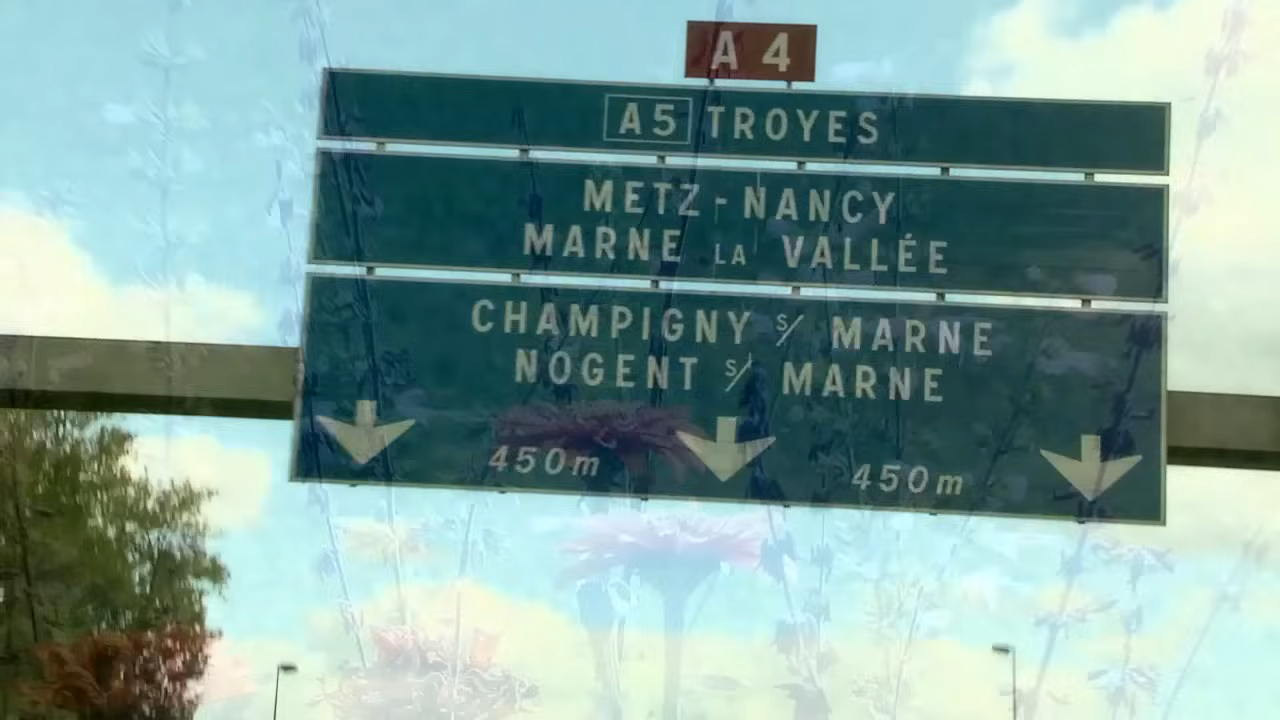 A 4
A5 TROYES
METZ - NANCY
MARNE LA VALLÉE
CHAMPIGNY s/ MARNE
NOGENT s/ MARNE
450m 450m